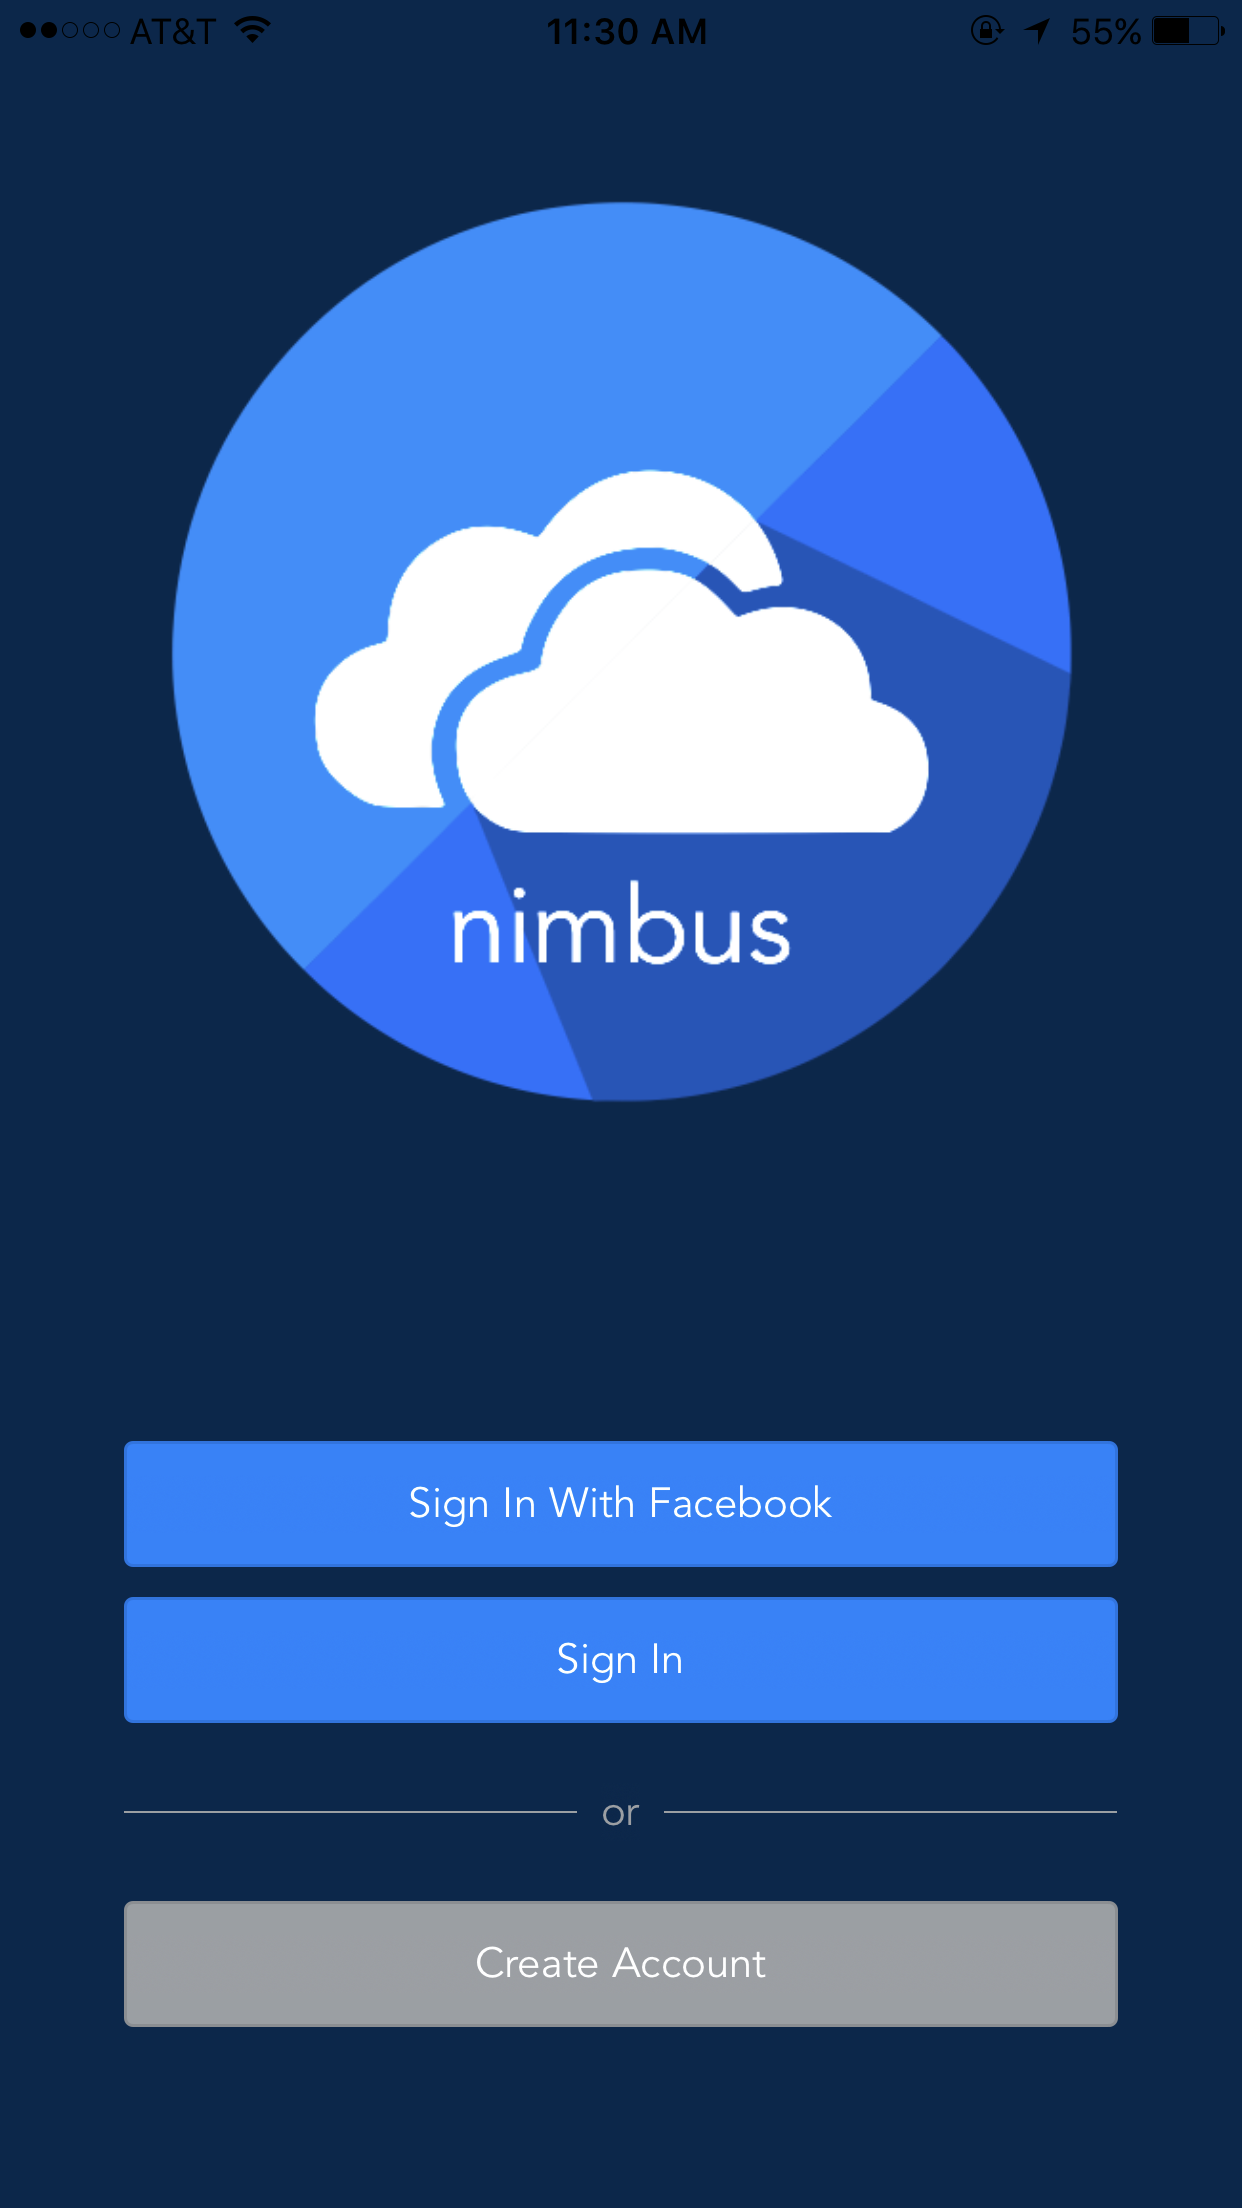 AT&T 11:30 AM 55%
nimbus
Sign In With Facebook
Sign In
or
Create Account